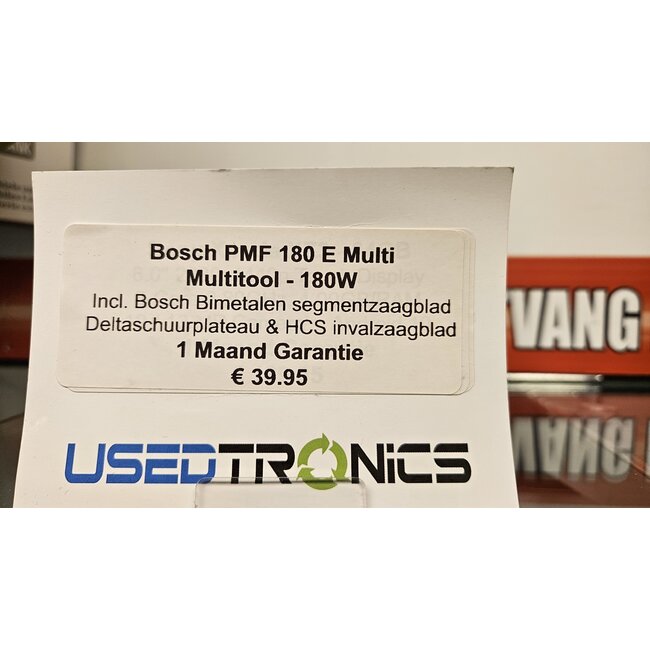 Bosch PMF 180 E Multi
Multitool - 180W
Incl. Bosch Bimetalen segmentzaagblad
Deltaschuurplateau & HCS invalzaagblad
1 Maand Garantie
€ 39.95
USEDTRONICS
TVANG